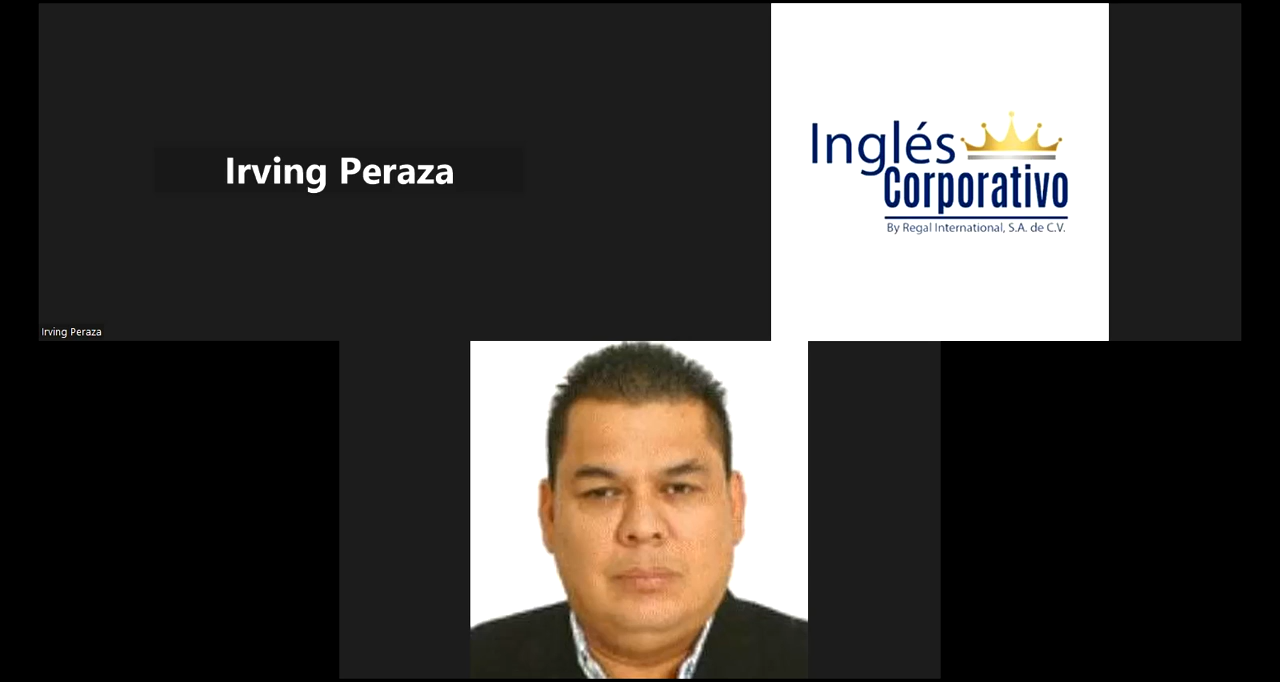 Irving Peraza
Irving Peraza
Inglés
Corporativo
By Regal International, S.A. de C.V.